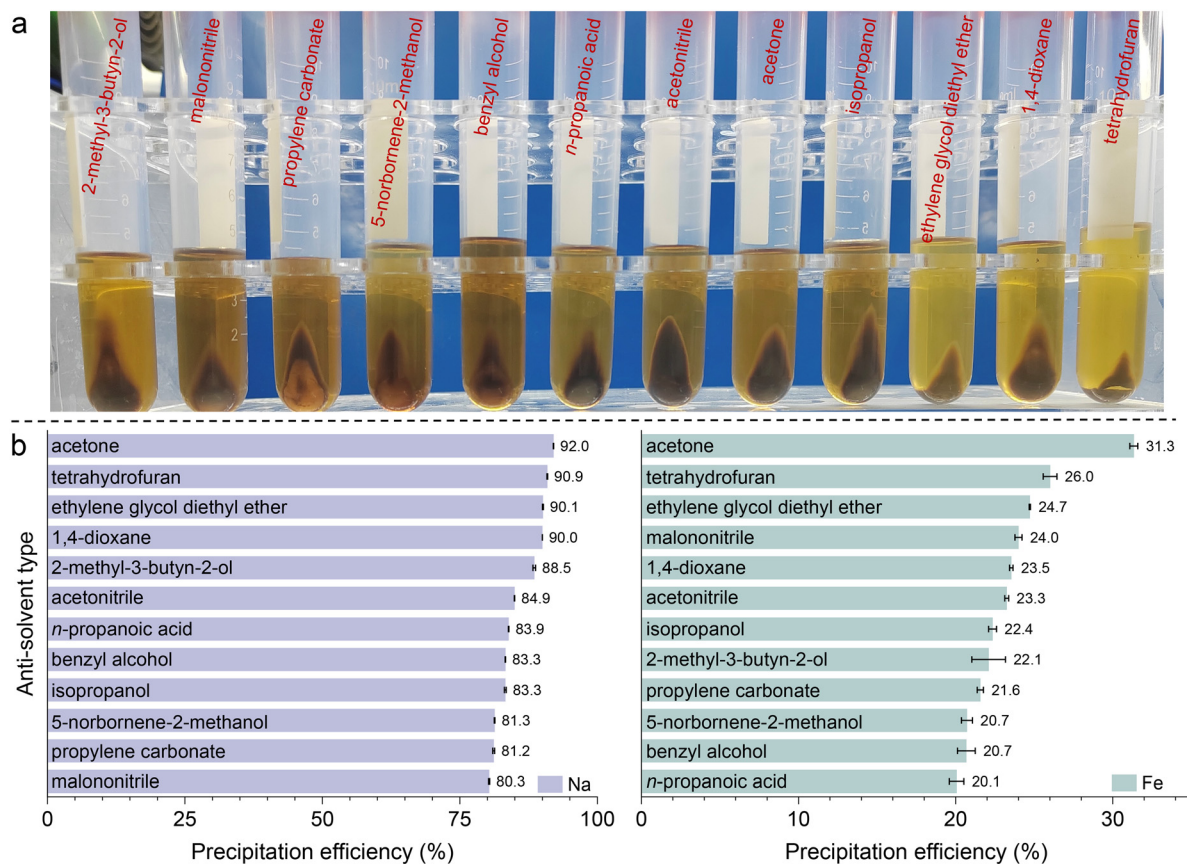 a
2-methyl-3-butyn-2-ol
malononitrile
propylene carbonate
5-norbornene-2-methanol
benzyl alcohol
n-propanoic acid
acetonitrile
acetone
isopropanol
ethylene glycol diethyl ether
1,4-dioxane
tetrahydrofuran
b
Anti-solvent type
acetone 92.0
tetrahydrofuran 90.9
ethylene glycol diethyl ether 90.1
1,4-dioxane 90.0
2-methyl-3-butyn-2-ol 88.5
acetonitrile 84.9
n-propanoic acid 83.9
benzyl alcohol 83.3
isopropanol 83.3
5-norbornene-2-methanol 81.3
propylene carbonate 81.2
malononitrile 80.3
Na
0 25 50 75 100
Precipitation efficiency (%)
acetone 31.3
tetrahydrofuran 26.0
ethylene glycol diethyl ether 24.7
malononitrile 24.0
1,4-dioxane 23.5
acetonitrile 23.3
isopropanol 22.4
2-methyl-3-butyn-2-ol 22.1
propylene carbonate 21.6
5-norbornene-2-methanol 20.7
benzyl alcohol 20.7
n-propanoic acid 20.1
Fe
0 10 20 30
Precipitation efficiency (%)